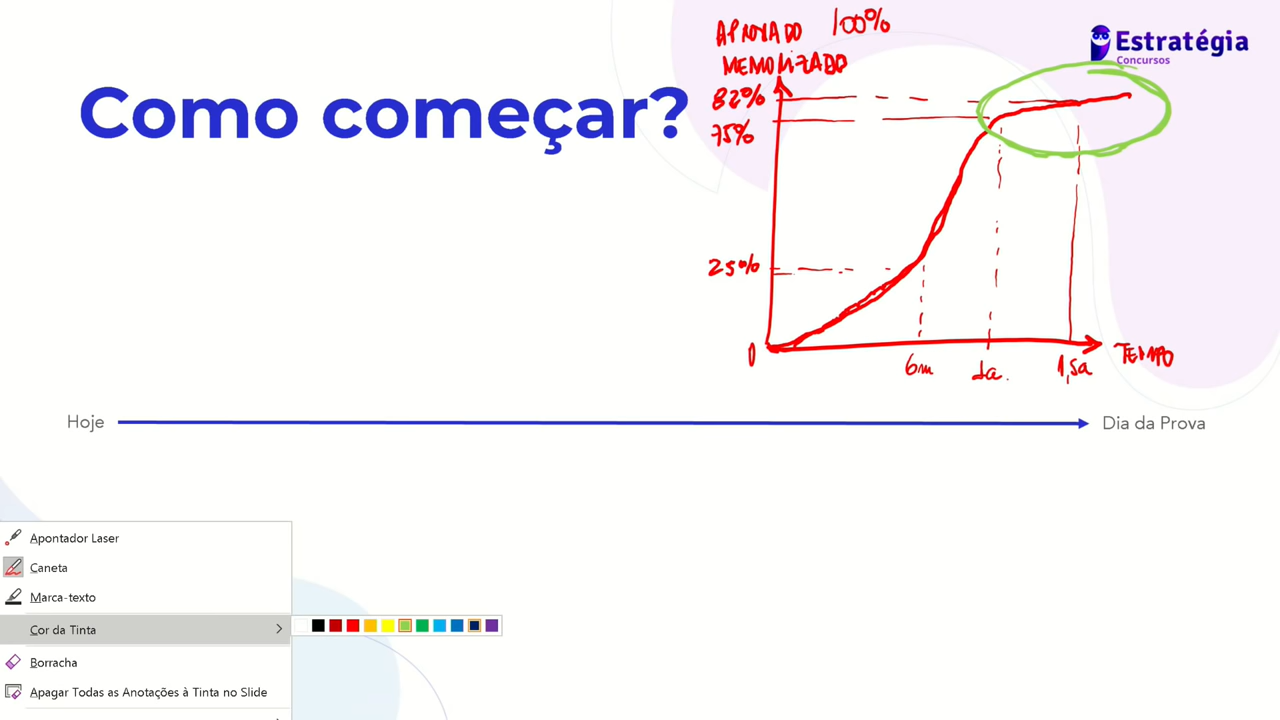 APROVADO 100%
MEMORIZADO
Estratégia
Concursos
Como começar?
82%
75%
25%
0
6m
1a.
1,5a
TEMPO
Hoje
Dia da Prova
Apontador Laser
Caneta
Marca-texto
Cor da Tinta
Borracha
Apagar Todas as Anotações à Tinta no Slide